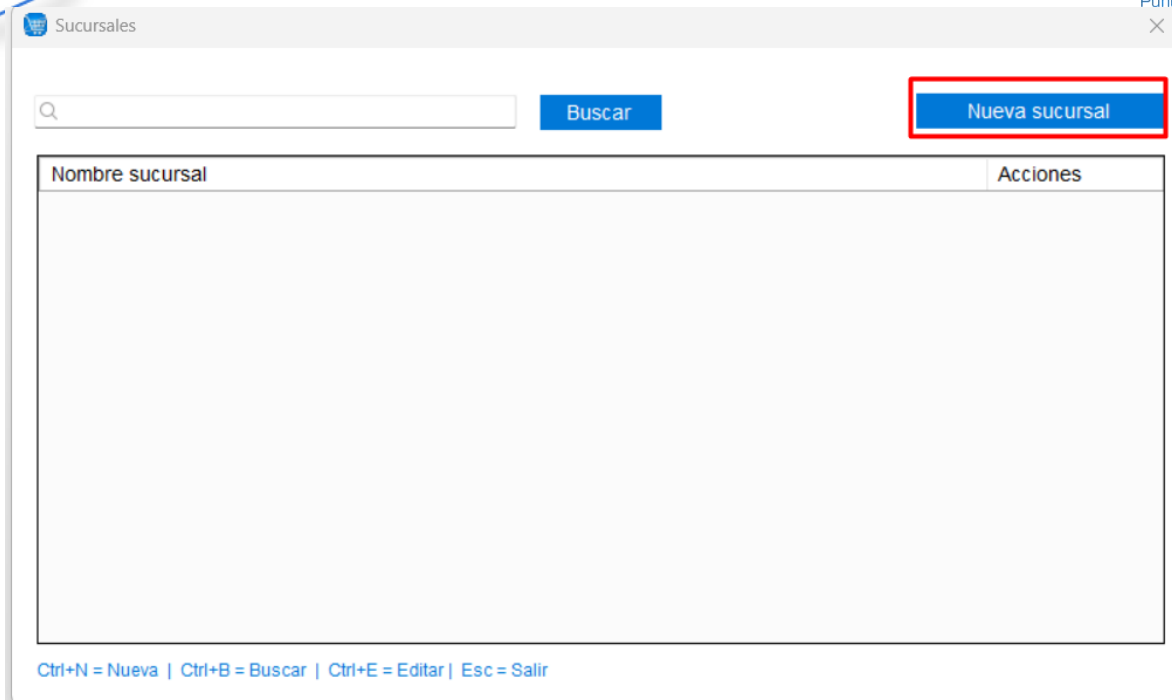 Sucursales
Buscar
Nueva sucursal
Nombre sucursal
Acciones
Ctrl+N = Nueva | Ctrl+B = Buscar | Ctrl+E = Editar| Esc = Salir